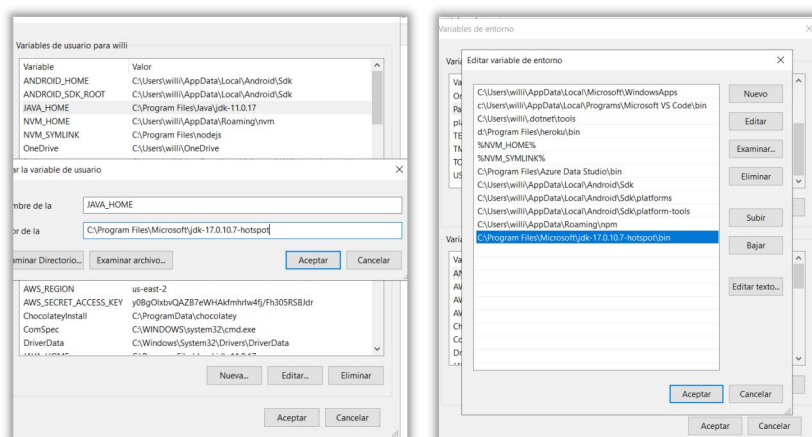 Variables de usuario para willi
Variable Valor
ANDROID_HOME C:\Users\willi\AppData\Local\Android\Sdk
ANDROID_SDK_ROOT C:\Users\willi\AppData\Local\Android\Sdk
JAVA_HOME C:\Program Files\Java\jdk-11.0.17
NVM_HOME C:\Users\willi\AppData\Roaming\nvm
NVM_SYMLINK C:\Program Files\nodejs
OneDrive C:\Users\willi\OneDrive
ar la variable de usuario
mbre de la JAVA_HOME
or de la C:\Program Files\Microsoft\jdk-17.0.10.7-hotspot
aminar Directorio... Examinar archivo... Aceptar Cancelar
AWS_REGION us-east-2
AWS_SECRET_ACCESS_KEY
ChocolateyInstall C:\ProgramData\chocolatey
ComSpec C:\WINDOWS\system32\cmd.exe
DriverData C:\Windows\System32\Drivers\DriverData
Nueva... Editar... Eliminar
Aceptar Cancelar
Variables de entorno
Editar variable de entorno
C:\Users\willi\AppData\Local\Microsoft\WindowsApps
c:\Users\willi\AppData\Local\Programs\Microsoft VS Code\bin
C:\Users\willi\.dotnet\tools
d:\Program Files\heroku\bin
%NVM_HOME%
%NVM_SYMLINK%
C:\Program Files\Azure Data Studio\bin
C:\Users\willi\AppData\Local\Android\Sdk
C:\Users\willi\AppData\Local\Android\Sdk\platforms
C:\Users\willi\AppData\Local\Android\Sdk\platform-tools
C:\Users\willi\AppData\Roaming\npm
C:\Program Files\Microsoft\jdk-17.0.10.7-hotspot\bin
Nuevo
Editar
Examinar...
Eliminar
Subir
Bajar
Editar texto...
Aceptar Cancelar
Aceptar Cancelar